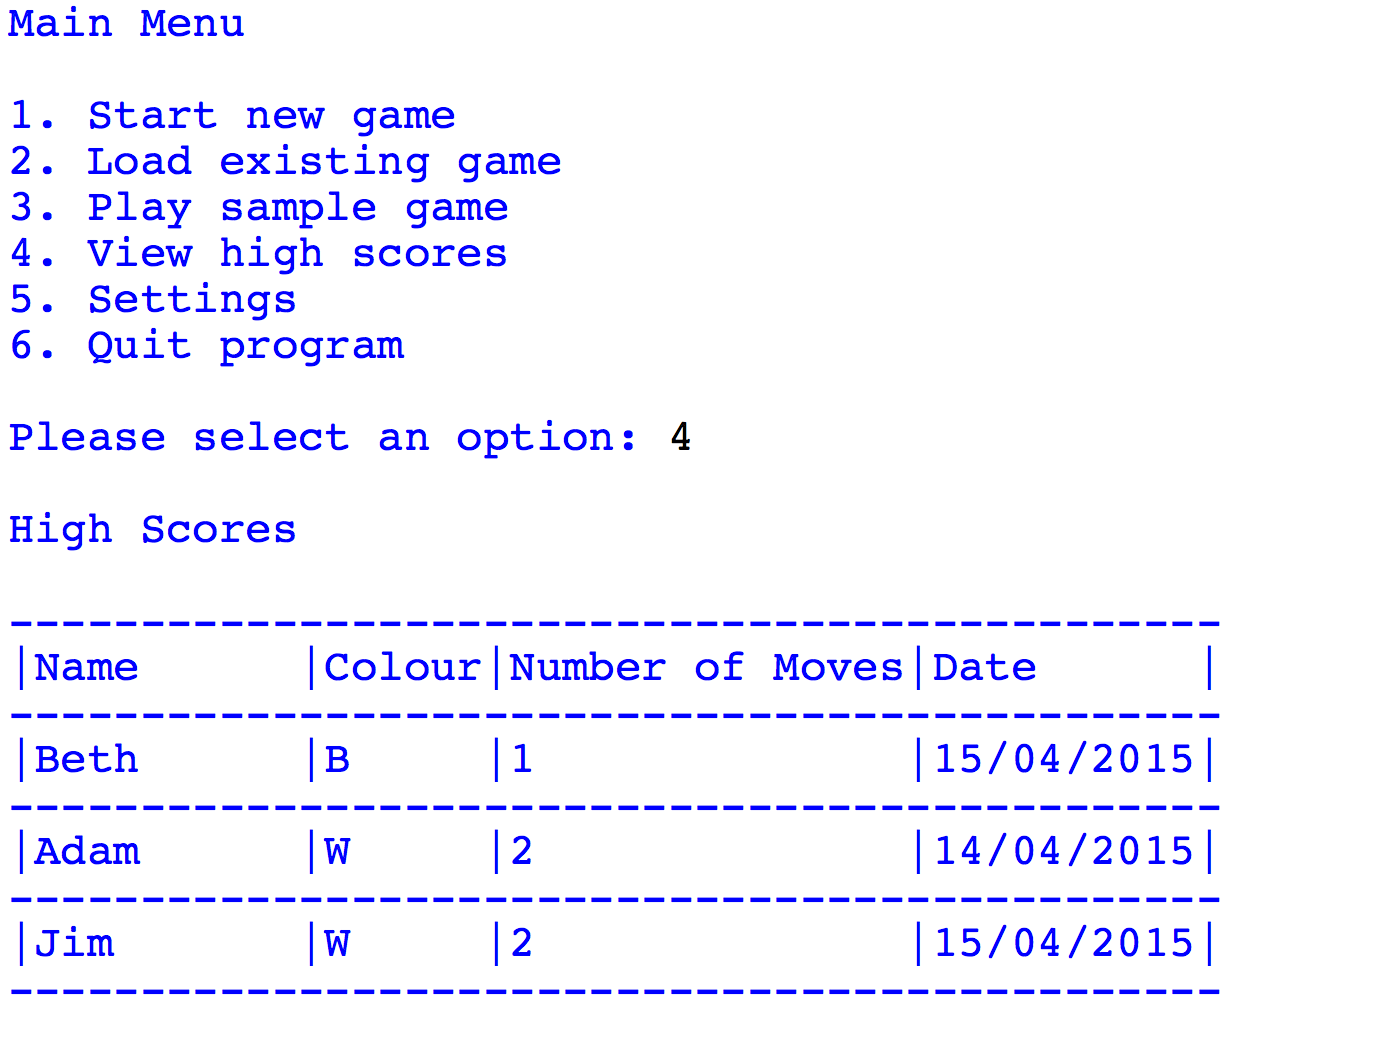 Main Menu
1. Start new game
2. Load existing game
3. Play sample game
4. View high scores
5. Settings
6. Quit program
Please select an option: 4
High Scores
----------------------------------------------
|Name      |Colour|Number of Moves|Date      |
----------------------------------------------
|Beth      |B     |1              |15/04/2015|
----------------------------------------------
|Adam      |W     |2              |14/04/2015|
----------------------------------------------
|Jim       |W     |2              |15/04/2015|
----------------------------------------------